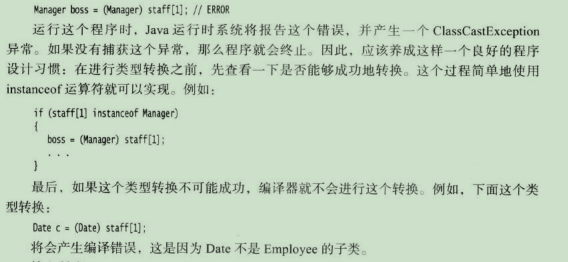 Manager boss = (Manager) staff[1]; // ERROR
运行这个程序时，Java 运行时系统将报告这个错误，并产生一个 ClassCastException
异常。如果没有捕获这个异常，那么程序就会终止。因此，应该养成这样一个良好的程序
设计习惯：在进行类型转换之前，先查看一下是否能够成功地转换。这个过程简单地使用
instanceof 运算符就可以实现。例如：
if (staff[1] instanceof Manager)
{
boss = (Manager) staff[1];
. . .
}
最后，如果这个类型转换不可能成功，编译器就不会进行这个转换。例如，下面这个类
型转换：
Date c = (Date) staff[1];
将会产生编译错误，这是因为 Date 不是 Employee 的子类。